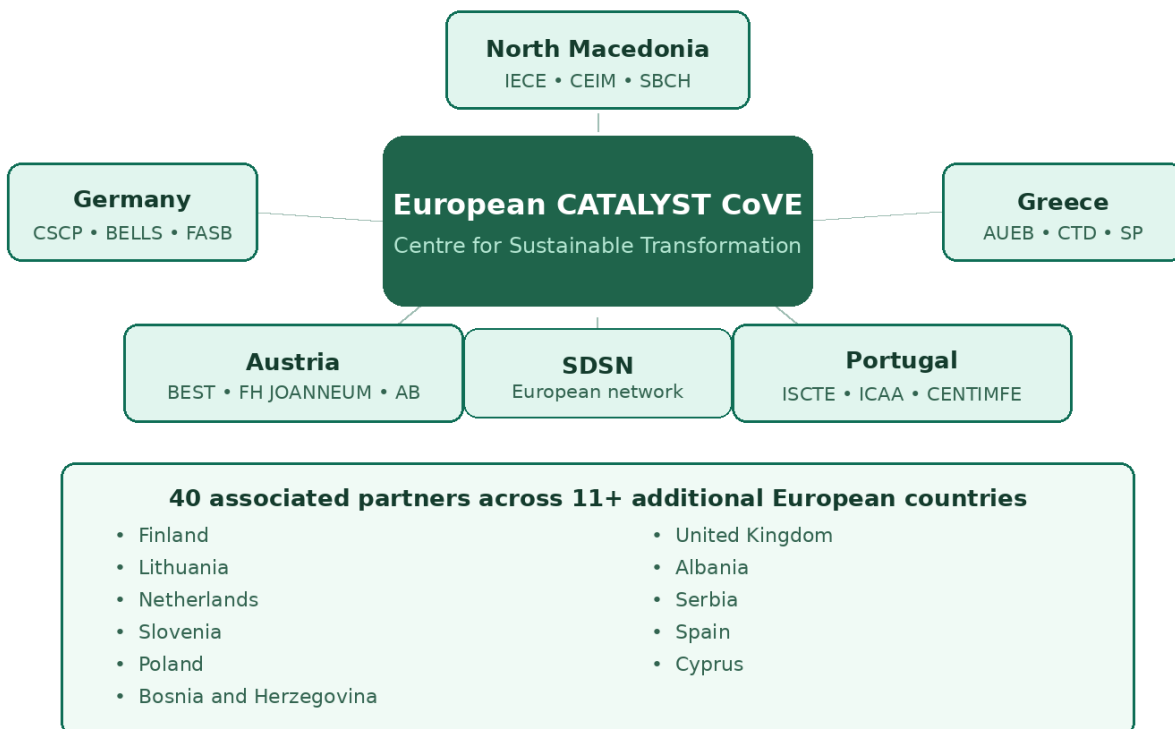 North Macedonia
IECE • CEIM • SBCH
European CATALYST CoVE
Centre for Sustainable Transformation
Germany
CSCP • BELLS • FASB
Greece
AUEB • CTD • SP
Austria
BEST • FH JOANNEUM • AB
SDSN
European network
Portugal
ISCTE • ICAA • CENTIMFE
40 associated partners across 11+ additional European countries
• Finland
• Lithuania
• Netherlands
• Slovenia
• Poland
• Bosnia and Herzegovina
• United Kingdom
• Albania
• Serbia
• Spain
• Cyprus